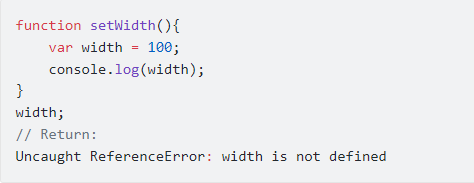 function setWidth(){
    var width = 100;
    console.log(width);
}
width;
// Return:
Uncaught ReferenceError: width is not defined